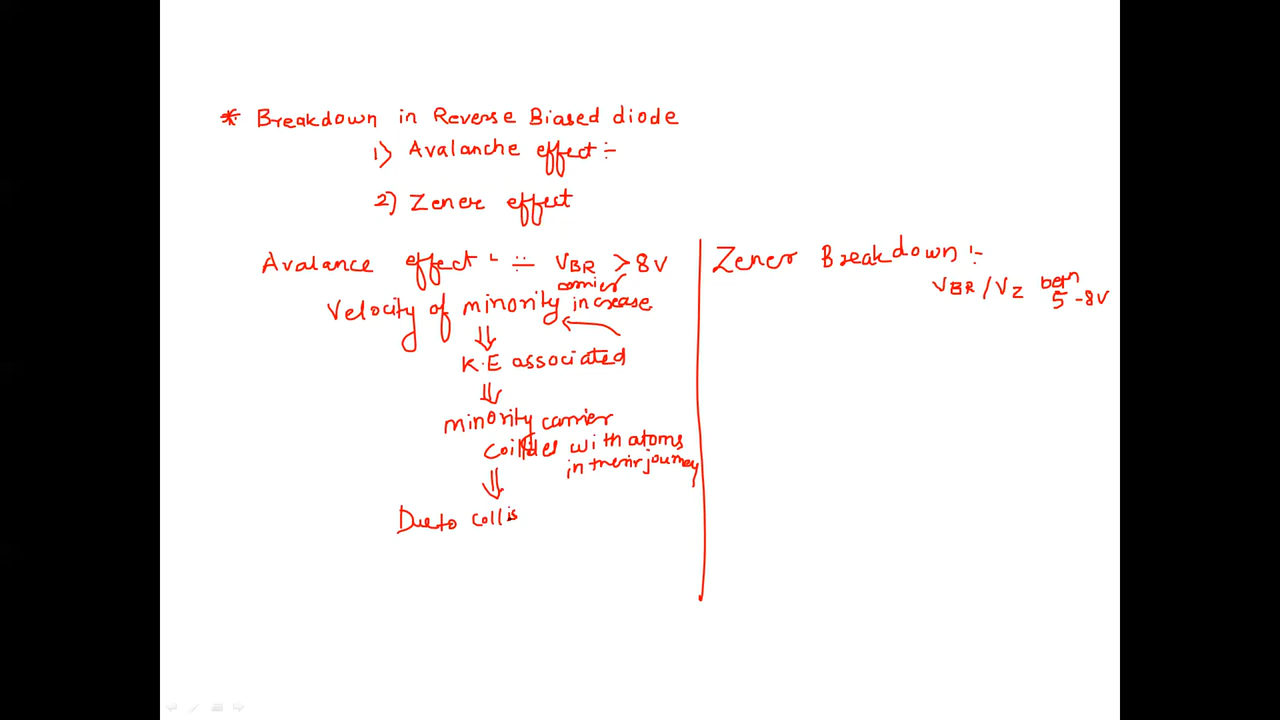 * Breakdown in Reverse Biased diode
1) Avalanche effect :-
2) Zener effect
Avalance effect :- VBR > 8V
carrier
Velocity of minority increase
⇓
K.E associated
⇓
minority carrier
collides with atoms
in their journey
⇓
Due to collis
Zener Breakdown :-
VBR / VZ betn
5 -8V